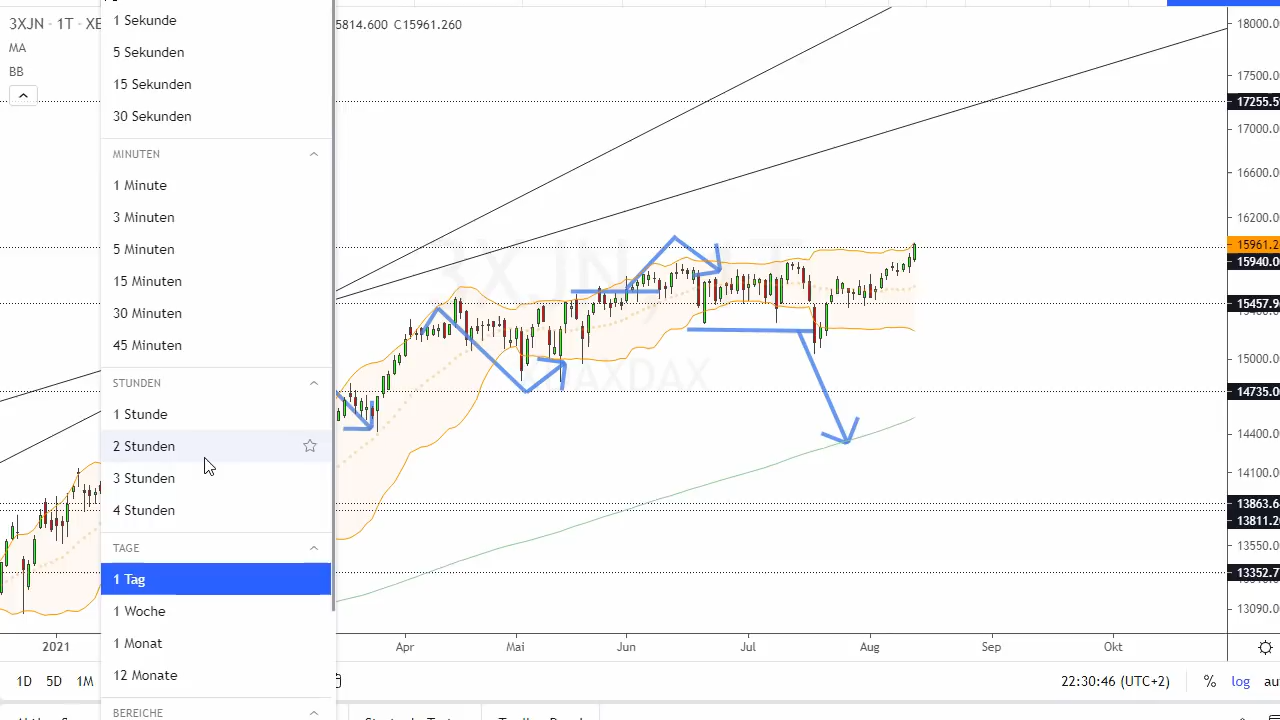 3XJN · 1T · XE
5814.600 C15961.260
MA
BB
1 Sekunde
5 Sekunden
15 Sekunden
30 Sekunden
MINUTEN
1 Minute
3 Minuten
5 Minuten
15 Minuten
30 Minuten
45 Minuten
STUNDEN
1 Stunde
2 Stunden
3 Stunden
4 Stunden
TAGE
1 Tag
1 Woche
1 Monat
12 Monate
BEREICHE
18000.0
17500.0
17255.5
17000.0
16600.0
16200.0
15961.2
15940.0
15457.9
15000.0
14735.0
14400.0
14100.0
13863.6
13811.2
13550.0
13352.7
13090.0
2021
Apr
Mai
Jun
Jul
Aug
Sep
Okt
1D 5D 1M
22:30:46 (UTC+2)
% log au